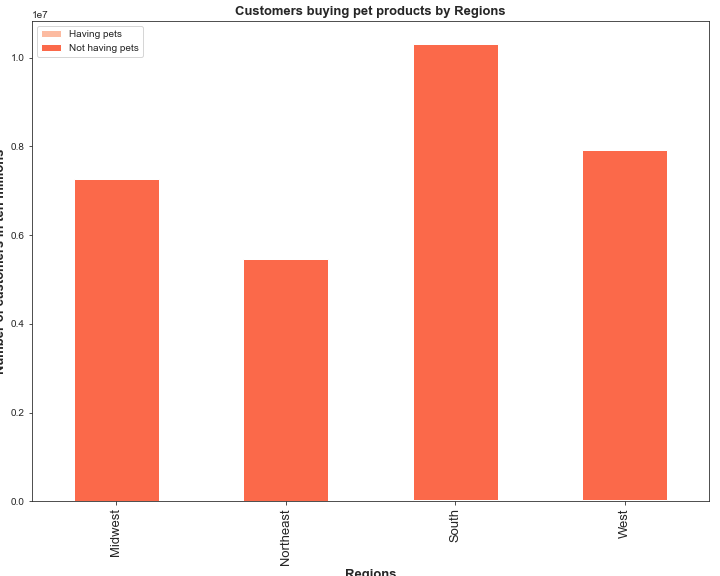 Customers buying pet products by Regions
1e7
Having pets
Not having pets
1.0
0.8
0.6
0.4
0.2
0.0
Number of customers in ten millions
Midwest
Northeast
South
West
Regions